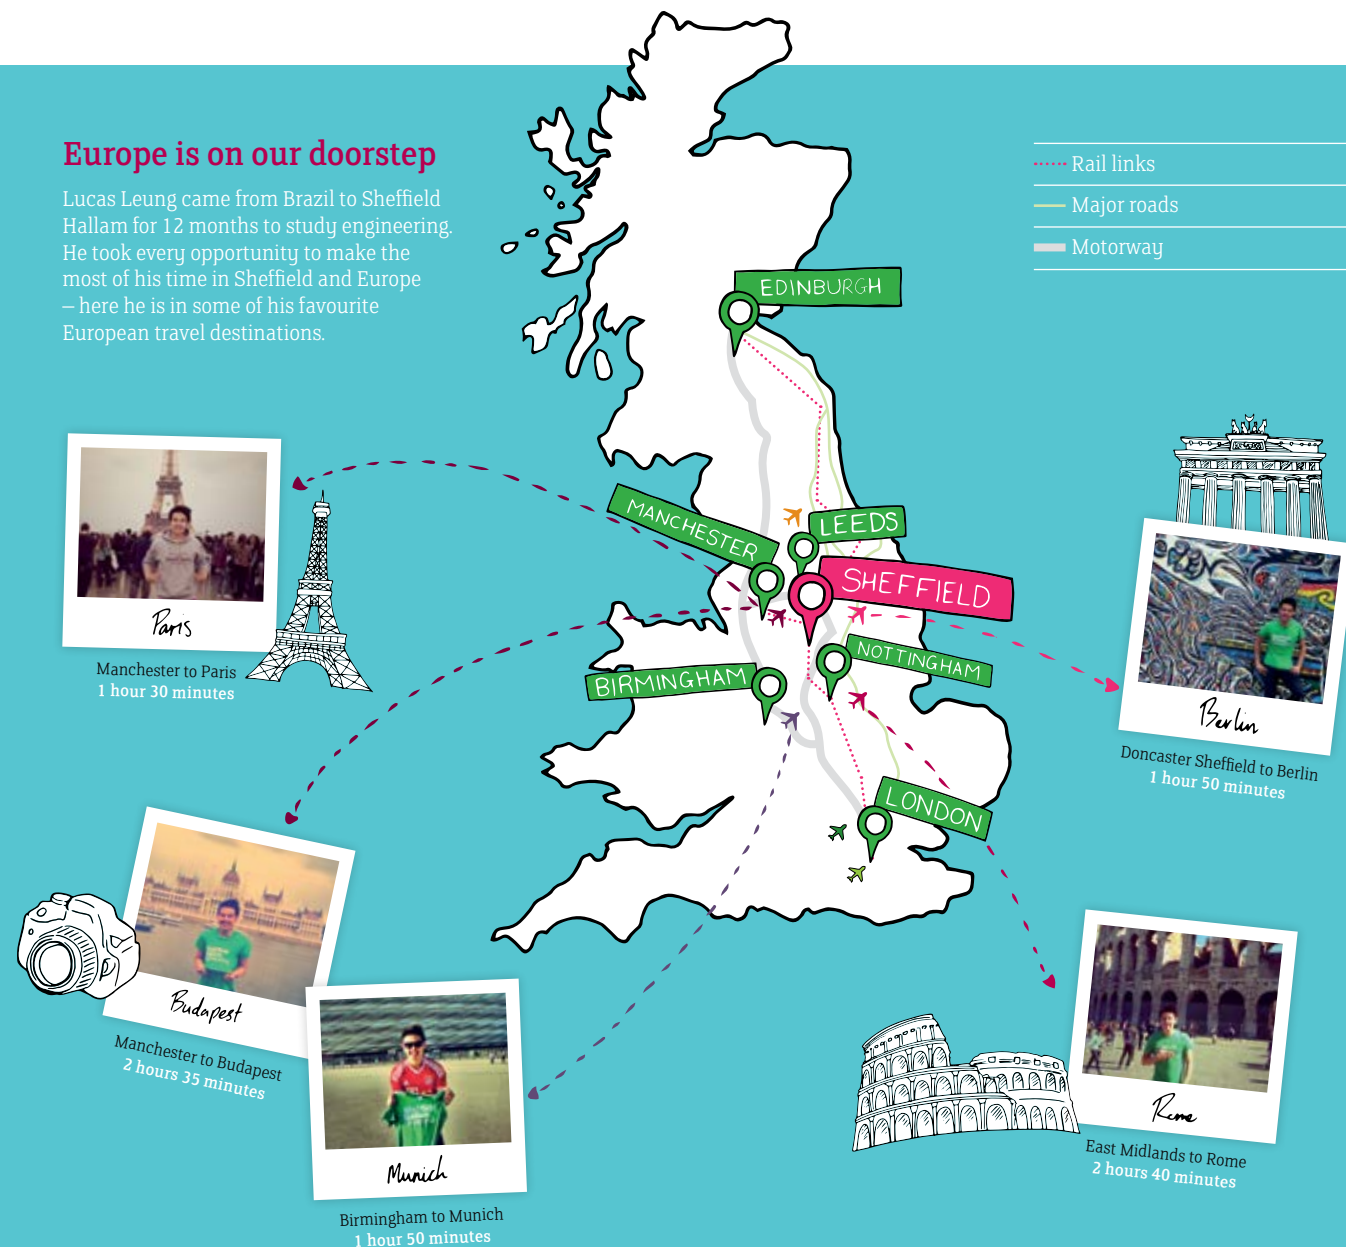 Europe is on our doorstep
Lucas Leung came from Brazil to Sheffield
Hallam for 12 months to study engineering.
He took every opportunity to make the
most of his time in Sheffield and Europe
– here he is in some of his favourite
European travel destinations.
Rail links
Major roads
Motorway
EDINBURGH
MANCHESTER
LEEDS
SHEFFIELD
NOTTINGHAM
BIRMINGHAM
LONDON
Paris
Manchester to Paris
1 hour 30 minutes
Berlin
Doncaster Sheffield to Berlin
1 hour 50 minutes
Budapest
Manchester to Budapest
2 hours 35 minutes
Munich
Birmingham to Munich
1 hour 50 minutes
Rome
East Midlands to Rome
2 hours 40 minutes